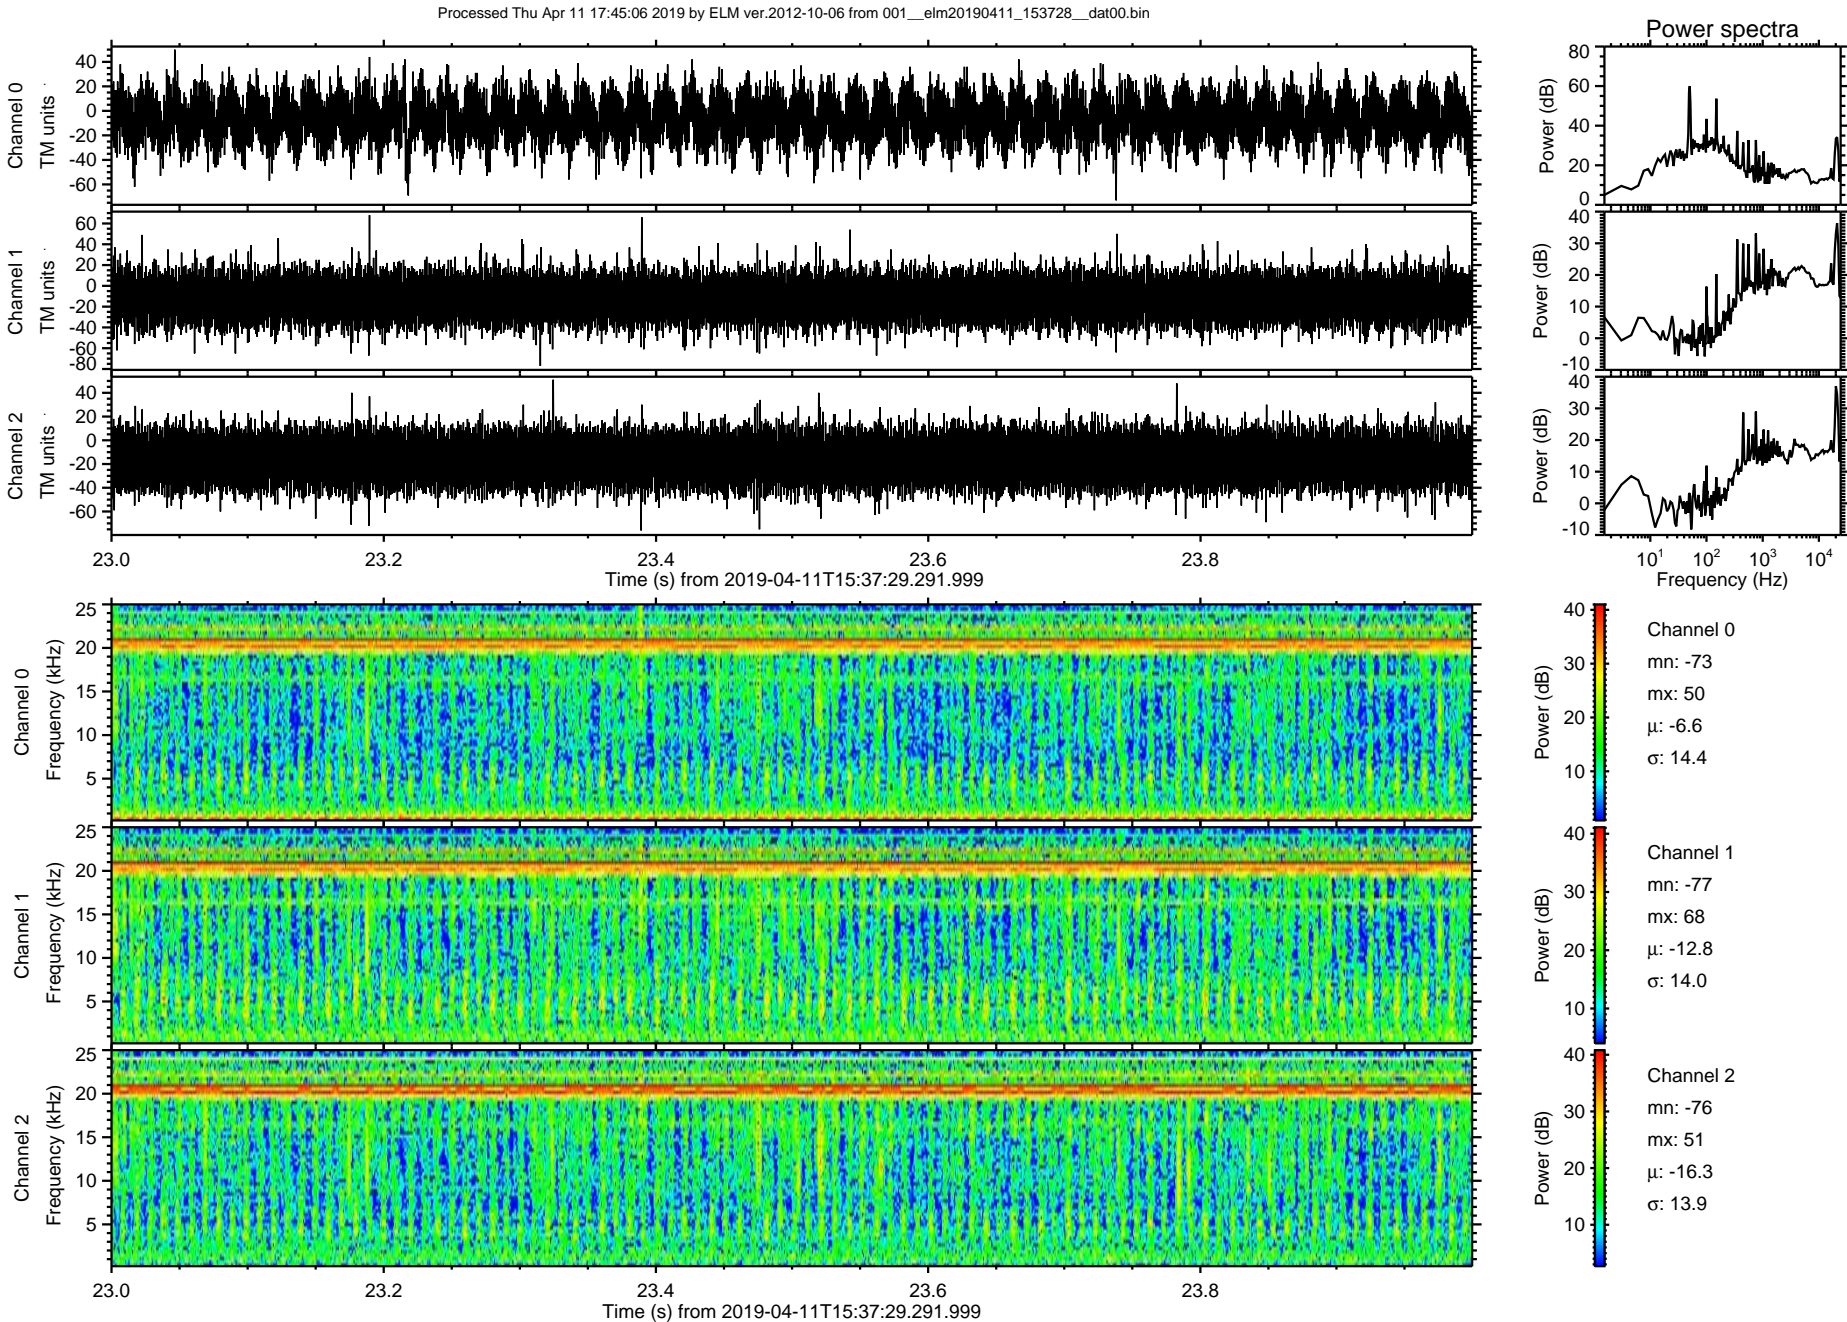 Processed Thu Apr 11 17:45:06 2019 by ELM ver.2012-10-06 from 001__elm20190411_153728__dat00.bin
Power spectra
Channel 0
TM units
40
20
0
-20
-40
-60
Power (dB)
80
60
40
20
0
Channel 1
TM units
60
40
20
0
-20
-40
-60
-80
Power (dB)
40
30
20
10
0
-10
Channel 2
TM units
40
20
0
-20
-40
-60
Power (dB)
40
30
20
10
0
-10
23.0 23.2 23.4 23.6 23.8
Time (s) from 2019-04-11T15:37:29.291.999
10¹ 10² 10³ 10⁴
Frequency (Hz)
Channel 0
Frequency (kHz)
25
20
15
10
5
Power (dB)
40
30
20
10
Channel 0
mn: -73
mx: 50
μ: -6.6
σ: 14.4
Channel 1
Frequency (kHz)
25
20
15
10
5
Power (dB)
40
30
20
10
Channel 1
mn: -77
mx: 68
μ: -12.8
σ: 14.0
Channel 2
Frequency (kHz)
25
20
15
10
5
Power (dB)
40
30
20
10
Channel 2
mn: -76
mx: 51
μ: -16.3
σ: 13.9
23.0 23.2 23.4 23.6 23.8
Time (s) from 2019-04-11T15:37:29.291.999